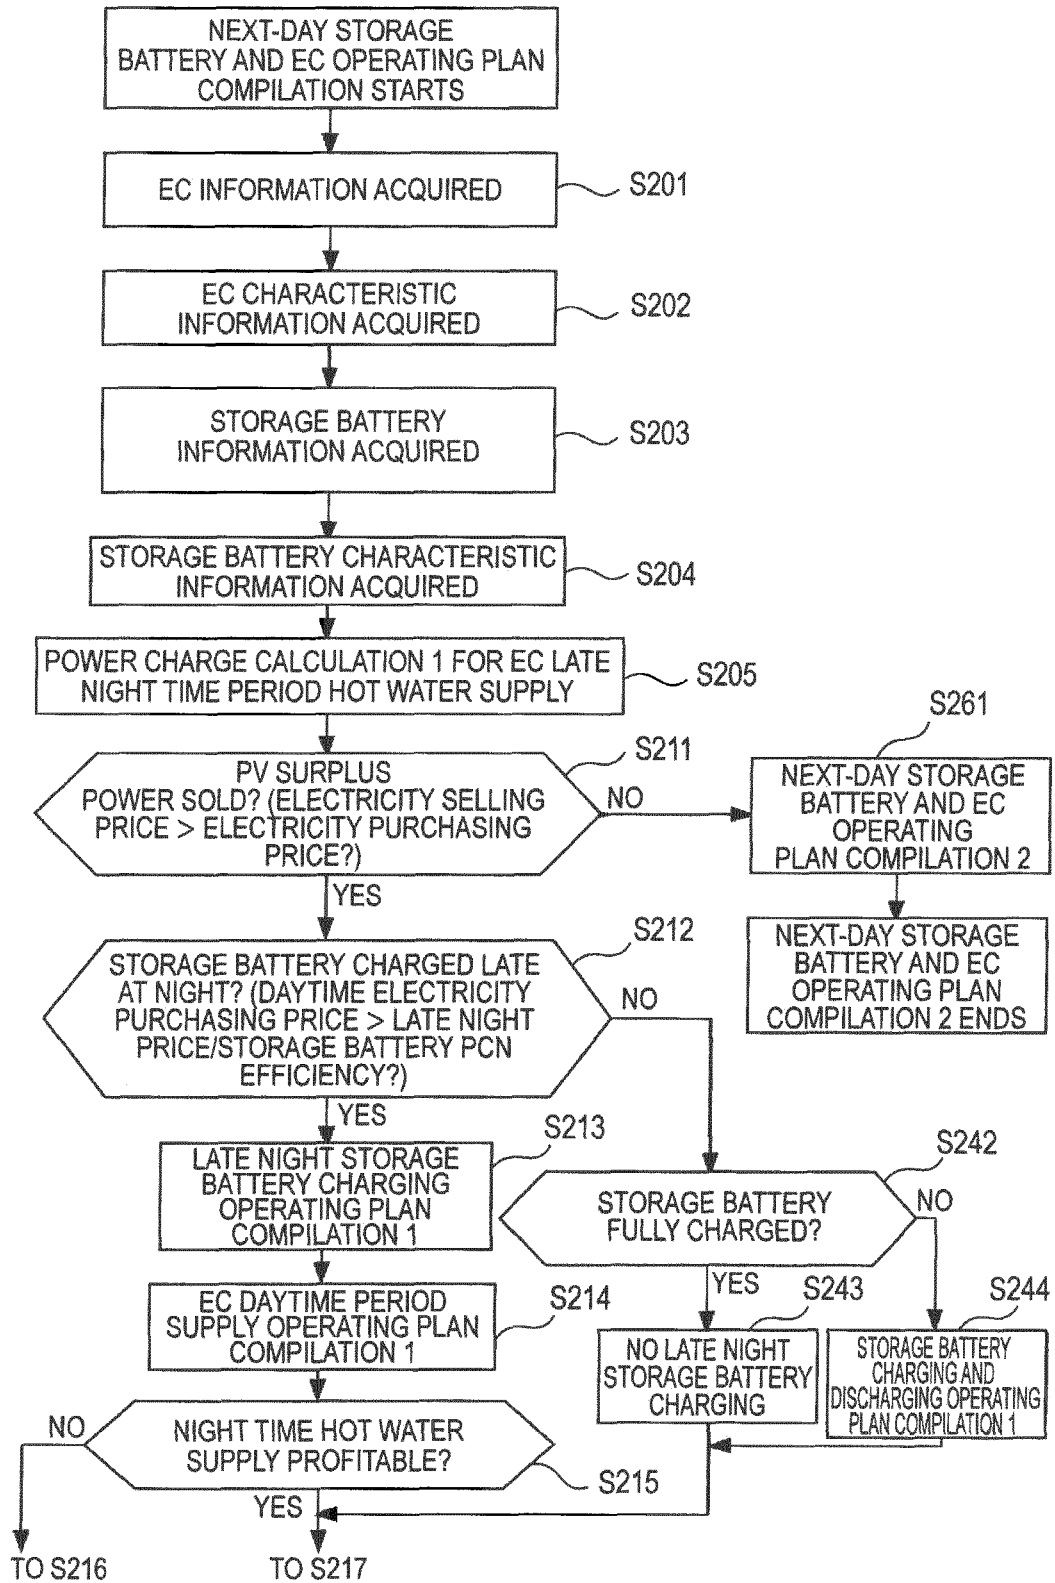 NEXT-DAY STORAGE
BATTERY AND EC OPERATING PLAN
COMPILATION STARTS
EC INFORMATION ACQUIRED
S201
EC CHARACTERISTIC
INFORMATION ACQUIRED
S202
STORAGE BATTERY
INFORMATION ACQUIRED
S203
STORAGE BATTERY CHARACTERISTIC
INFORMATION ACQUIRED
S204
POWER CHARGE CALCULATION 1 FOR EC LATE
NIGHT TIME PERIOD HOT WATER SUPPLY
S205
S211
PV SURPLUS
POWER SOLD? (ELECTRICITY SELLING
PRICE > ELECTRICITY PURCHASING
PRICE?)
NO
YES
S261
NEXT-DAY STORAGE
BATTERY AND EC
OPERATING
PLAN COMPILATION 2
NEXT-DAY STORAGE
BATTERY AND EC
OPERATING PLAN
COMPILATION 2 ENDS
S212
STORAGE BATTERY CHARGED LATE
AT NIGHT? (DAYTIME ELECTRICITY
PURCHASING PRICE > LATE NIGHT
PRICE/STORAGE BATTERY PCN
EFFICIENCY?)
NO
YES
S213
LATE NIGHT STORAGE
BATTERY CHARGING
OPERATING PLAN
COMPILATION 1
S242
STORAGE BATTERY
FULLY CHARGED?
NO
YES
S214
EC DAYTIME PERIOD
SUPPLY OPERATING PLAN
COMPILATION 1
S243
NO LATE NIGHT
STORAGE BATTERY
CHARGING
S244
STORAGE BATTERY
CHARGING AND
DISCHARGING OPERATING
PLAN COMPILATION 1
NO
NIGHT TIME HOT WATER
SUPPLY PROFITABLE?
S215
YES
TO S216
TO S217